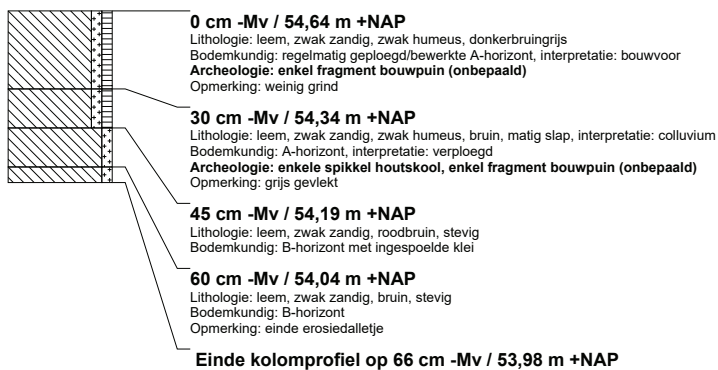 0 cm -Mv / 54,64 m +NAP
Lithologie: leem, zwak zandig, zwak humeus, donkerbruingrijs
Bodemkundig: regelmatig geploegd/bewerkte A-horizont, interpretatie: bouwvoor
Archeologie: enkel fragment bouwpuin (onbepaald)
Opmerking: weinig grind
30 cm -Mv / 54,34 m +NAP
Lithologie: leem, zwak zandig, zwak humeus, bruin, matig slap, interpretatie: colluvium
Bodemkundig: A-horizont, interpretatie: verploegd
Archeologie: enkele spikkel houtskool, enkel fragment bouwpuin (onbepaald)
Opmerking: grijs gevlekt
45 cm -Mv / 54,19 m +NAP
Lithologie: leem, zwak zandig, roodbruin, stevig
Bodemkundig: B-horizont met ingespoelde klei
60 cm -Mv / 54,04 m +NAP
Lithologie: leem, zwak zandig, bruin, stevig
Bodemkundig: B-horizont
Opmerking: einde erosiedalletje
Einde kolomprofiel op 66 cm -Mv / 53,98 m +NAP